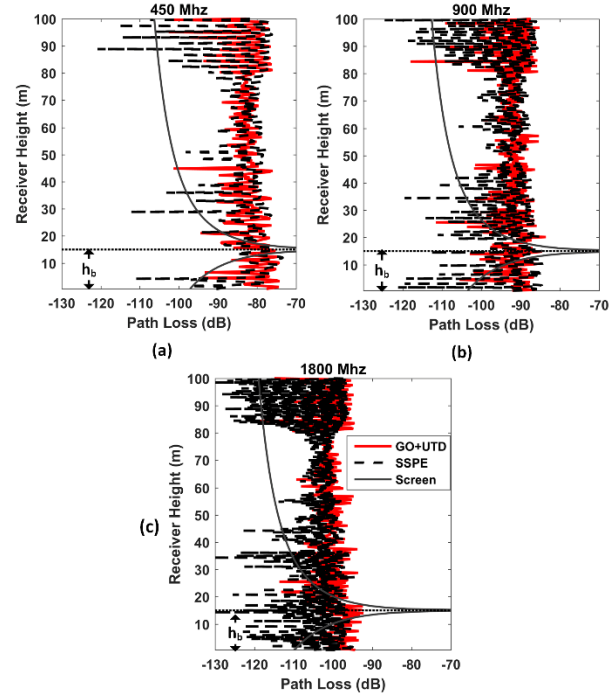 450 Mhz
100
90
80
70
60
50
40
30
20
10
Receiver Height (m)
h_b
-130 -120 -110 -100 -90 -80 -70
Path Loss (dB)
(a)
900 Mhz
100
90
80
70
60
50
40
30
20
10
Receiver Height (m)
h_b
-130 -120 -110 -100 -90 -80 -70
Path Loss (dB)
(b)
1800 Mhz
100
90
80
70
60
50
40
30
20
10
Receiver Height (m)
GO+UTD
SSPE
Screen
(c)
h_b
-130 -120 -110 -100 -90 -80 -70
Path Loss (dB)